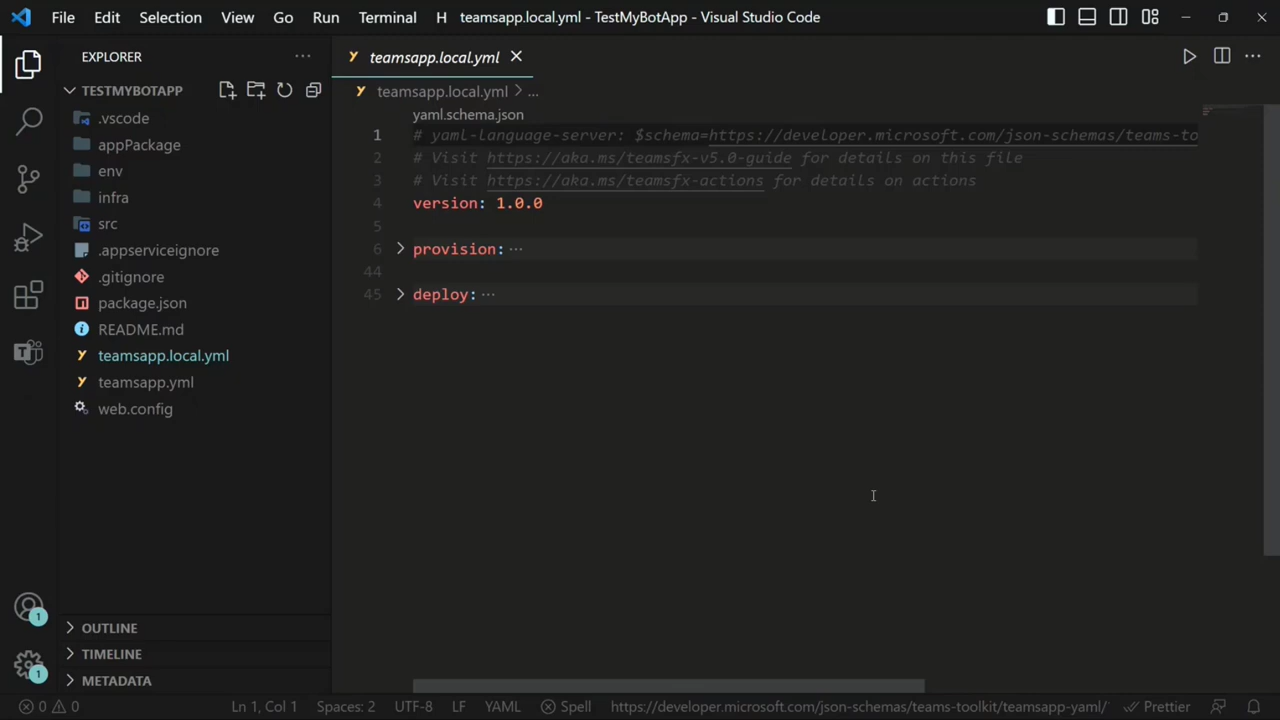 File Edit Selection View Go Run Terminal H teamsapp.local.yml - TestMyBotApp - Visual Studio Code
EXPLORER
TESTMYBOTAPP
.vscode
appPackage
env
infra
src
.appserviceignore
.gitignore
package.json
README.md
teamsapp.local.yml
teamsapp.yml
web.config
OUTLINE
TIMELINE
METADATA
1
1
teamsapp.local.yml
teamsapp.local.yml > ...
yaml.schema.json
1 # yaml-language-server: $schema=https://developer.microsoft.com/json-schemas/teams-to
2 # Visit https://aka.ms/teamsfx-v5.0-guide for details on this file
3 # Visit https://aka.ms/teamsfx-actions for details on actions
4 version: 1.0.0
5
6 provision: ...
44
45 deploy: ...
0 0 Ln 1, Col 1 Spaces: 2 UTF-8 LF YAML Spell https://developer.microsoft.com/json-schemas/teams-toolkit/teamsapp-yaml/ Prettier